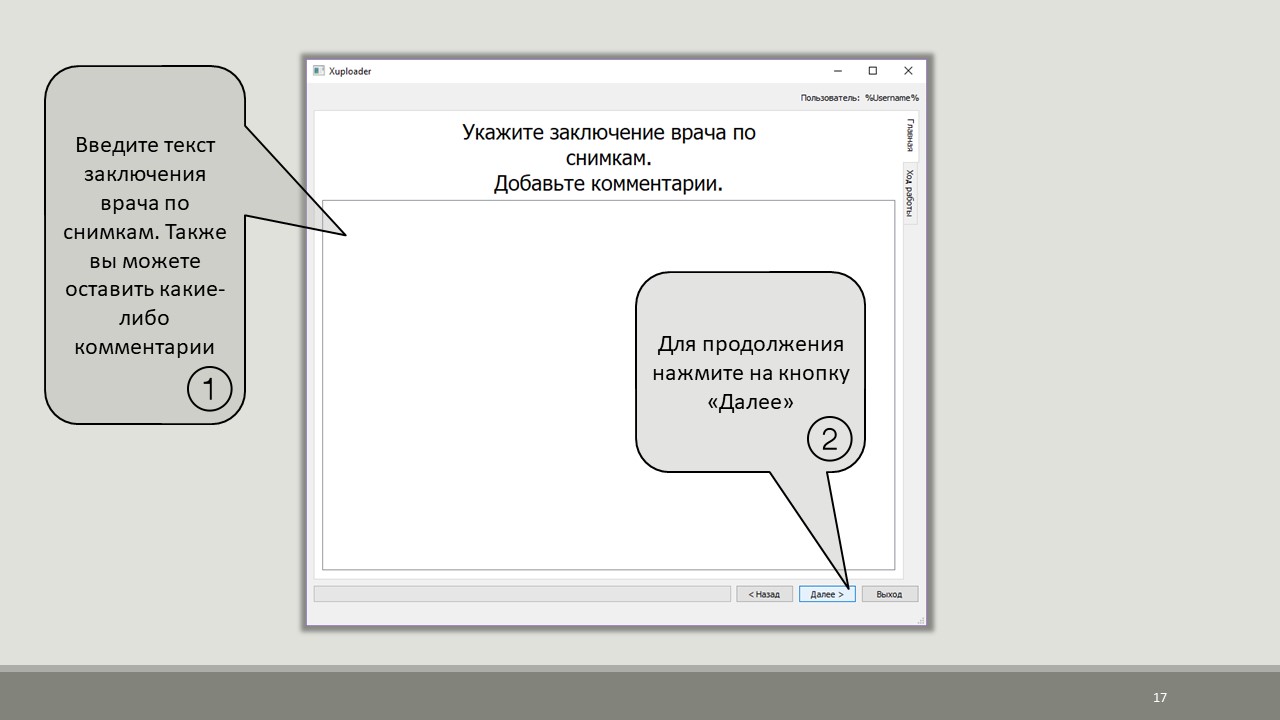 Введите текст
заключения
врача по
снимкам. Также
вы можете
оставить какие-
либо
комментарии
1
Xuploader
Пользователь: %Username%
Укажите заключение врача по
снимкам.
Добавьте комментарии.
Главная
Ход работы
Для продолжения
нажмите на кнопку
«Далее»
2
< Назад
Далее >
Выход
17